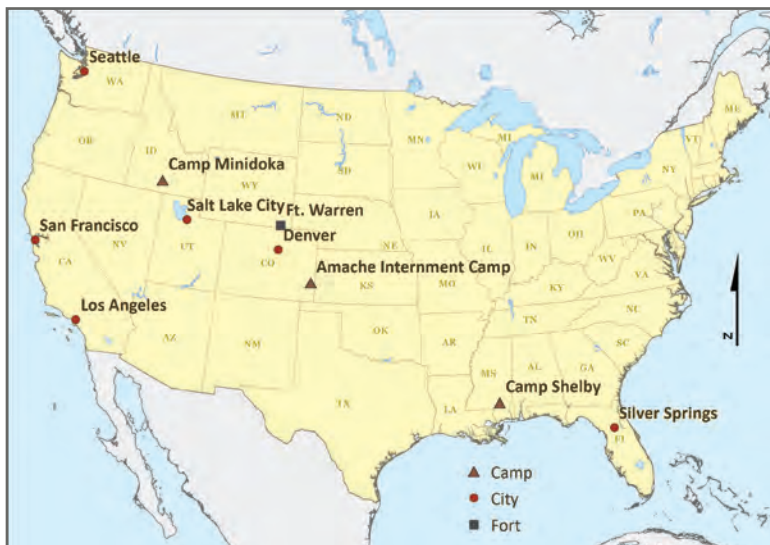 Seattle
WA
ME
MT
ND
VT
OR
MN
MI
ID
Camp Minidoka
WI
NY
SD
WY
MI
Salt Lake City
Ft. Warren
IA
PA
San Francisco
Denver
NE
OH
NV
UT
IL
IN
CA
CO
Amache Internment Camp
WV
VA
KS
MO
KY
Los Angeles
NC
TN
OK
AZ
NM
AR
SC
MS
AL
GA
TX
Camp Shelby
LA
Silver Springs
FL
N
Camp
City
Fort